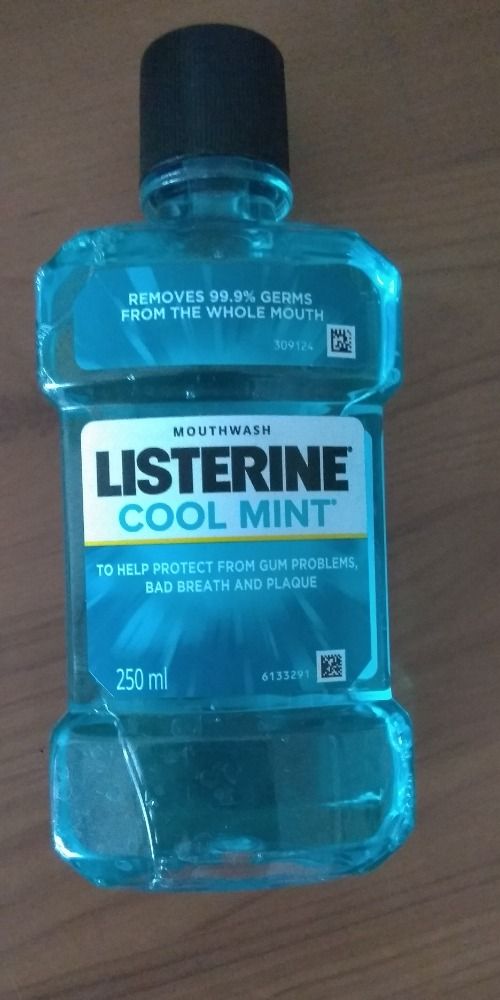 REMOVES 99.9% GERMS
FROM THE WHOLE MOUTH
309124
MOUTHWASH
LISTERINE®
COOL MINT®
TO HELP PROTECT FROM GUM PROBLEMS,
BAD BREATH AND PLAQUE
250 ml
6133291